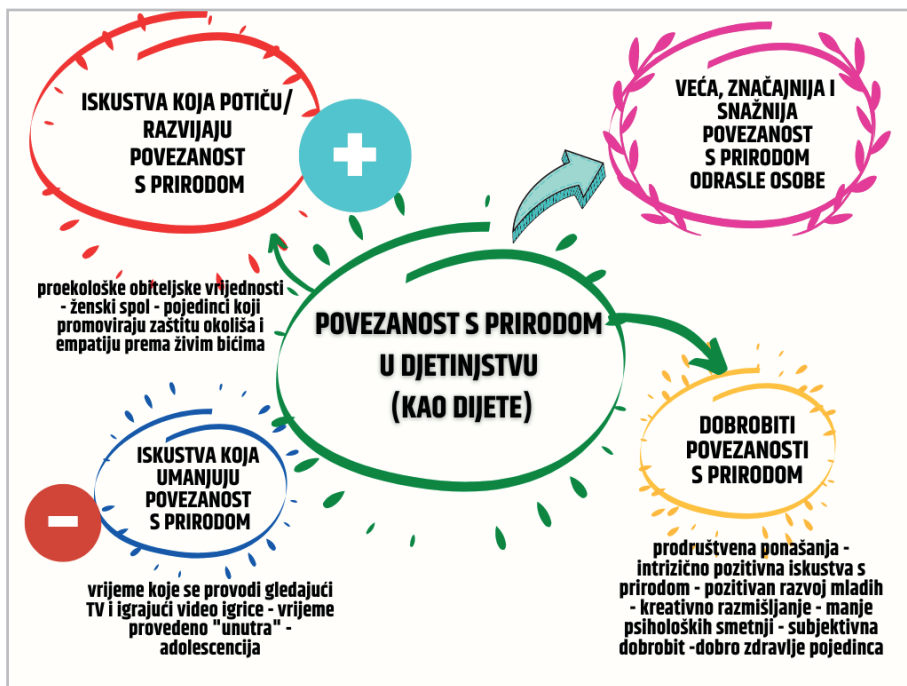 ISKUSTVA KOJA POTIČU/
RAZVIJAJU
POVEZANOST
S PRIRODOM
proekološke obiteljske vrijednosti
- ženski spol - pojedinci koji
promoviraju zaštitu okoliša i
empatiju prema živim bićima
VEĆA, ZNAČAJNIJA I
SNAŽNIJA
POVEZANOST
S PRIRODOM
ODRASLE OSOBE
POVEZANOST S PRIRODOM
U DJETINJSTVU
(KAO DIJETE)
ISKUSTVA KOJA
UMANJUJU
POVEZANOST
S PRIRODOM
vrijeme koje se provodi gledajući
TV i igrajući video igrice - vrijeme
provedeno "unutra" -
adolescencija
DOBROBITI
POVEZANOSTI
S PRIRODOM
prodruštvena ponašanja -
intrizično pozitivna iskustva s
prirodom - pozitivan razvoj mladih
- kreativno razmišljanje - manje
psiholoških smetnji - subjektivna
dobrobit -dobro zdravlje pojedinca